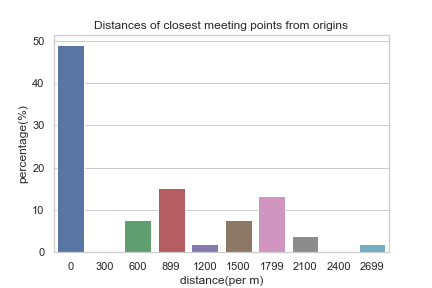 Distances of closest meeting points from origins
percentage(%)
50
40
30
20
10
0
0 300 600 899 1200 1500 1799 2100 2400 2699
distance(per m)